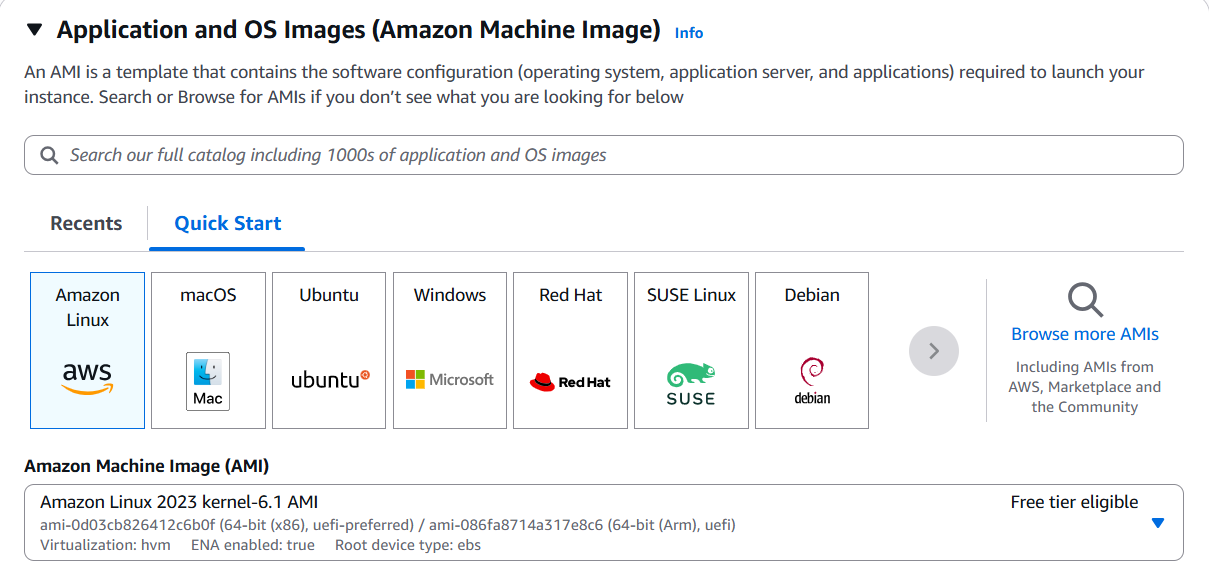 Application and OS Images (Amazon Machine Image) Info
An AMI is a template that contains the software configuration (operating system, application server, and applications) required to launch your
instance. Search or Browse for AMIs if you don’t see what you are looking for below
Search our full catalog including 1000s of application and OS images
Recents
Quick Start
Amazon
Linux
aws
macOS
Mac
Ubuntu
ubuntu
Windows
Microsoft
Red Hat
Red Hat
SUSE Linux
SUSE
Debian
debian
Browse more AMIs
Including AMIs from
AWS, Marketplace and
the Community
Amazon Machine Image (AMI)
Amazon Linux 2023 kernel-6.1 AMI
Free tier eligible
ami-0d03cb826412c6b0f (64-bit (x86), uefi-preferred) / ami-086fa8714a317e8c6 (64-bit (Arm), uefi)
Virtualization: hvm ENA enabled: true Root device type: ebs